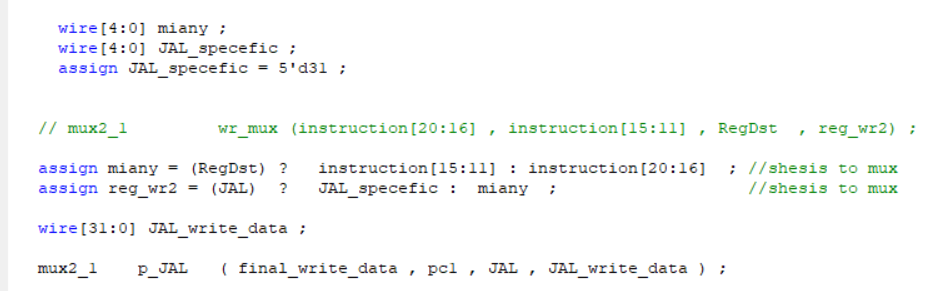 wire[4:0] miany ;
wire[4:0] JAL_specefic ;
assign JAL_specefic = 5'd31 ;
// mux2_1 wr_mux (instruction[20:16] , instruction[15:11] , RegDst , reg_wr2) ;
assign miany = (RegDst) ? instruction[15:11] : instruction[20:16] ; //shesis to mux
assign reg_wr2 = (JAL) ? JAL_specefic : miany ; //shesis to mux
wire[31:0] JAL_write_data ;
mux2_1 p_JAL ( final_write_data , pc1 , JAL , JAL_write_data ) ;